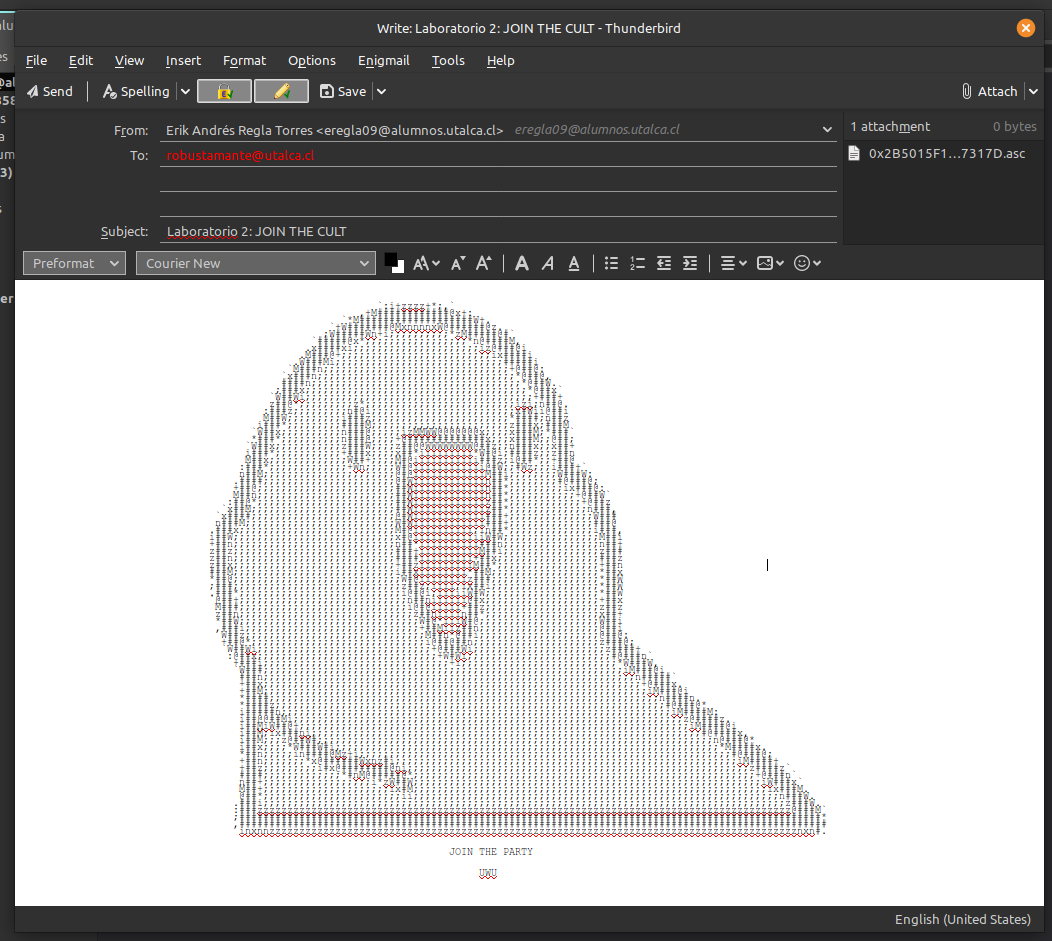 Write: Laboratorio 2: JOIN THE CULT - Thunderbird
File Edit View Insert Format Options Enigmail Tools Help
Send Spelling Save Attach
From: Erik Andrés Regla Torres <eregla09@alumnos.utalca.cl> eregla09@alumnos.utalca.cl
1 attachment 0 bytes
To: robustamante@utalca.cl
0x2B5015F1...7317D.asc
Subject: Laboratorio 2: JOIN THE CULT
Preformat Courier New
JOIN THE PARTY
UWU
English (United States)